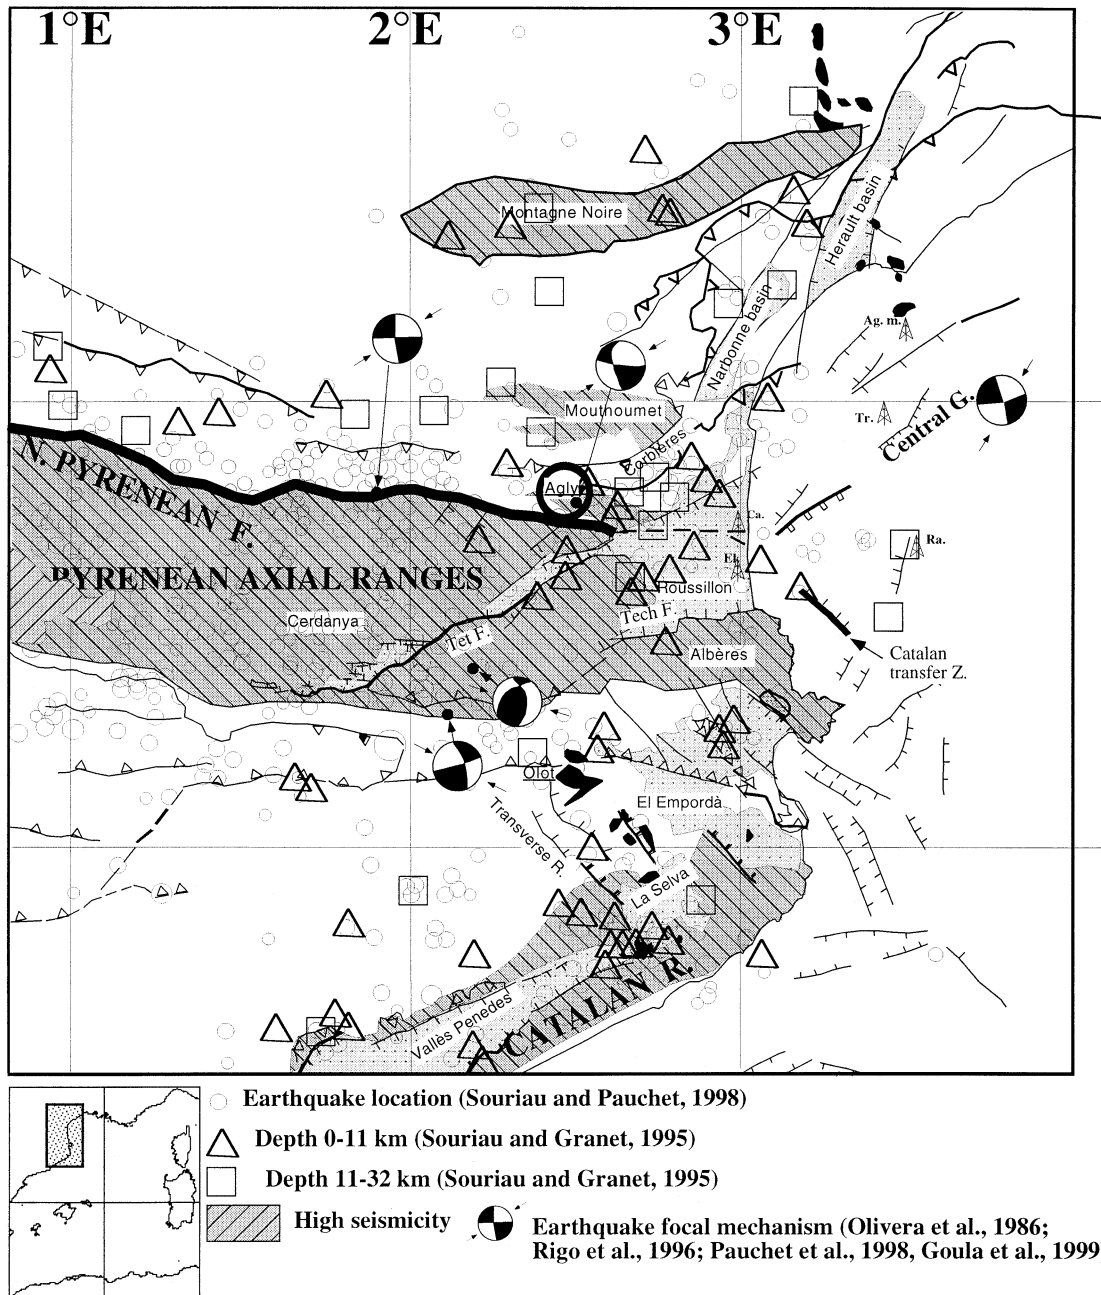 1°E 2°E 3°E
Montagne Noire
Herault basin
Narbonne basin
Ag. m.
Mouthoumet
Tr.
Central G.
Corbières
N. PYRENEAN F.
Agly
Ca.
Ra.
El.
PYRENEAN AXIAL RANGES
Roussillon
Cerdanya
Tech F.
Tet F.
Albères
Catalan
transfer Z.
Olot
El Empordà
Transverse R.
La Selva
Vallès Penedes
CATALAN R.
Earthquake location (Souriau and Pauchet, 1998)
Depth 0-11 km (Souriau and Granet, 1995)
Depth 11-32 km (Souriau and Granet, 1995)
High seismicity
Earthquake focal mechanism (Olivera et al., 1986;
Rigo et al., 1996; Pauchet et al., 1998, Goula et al., 1999